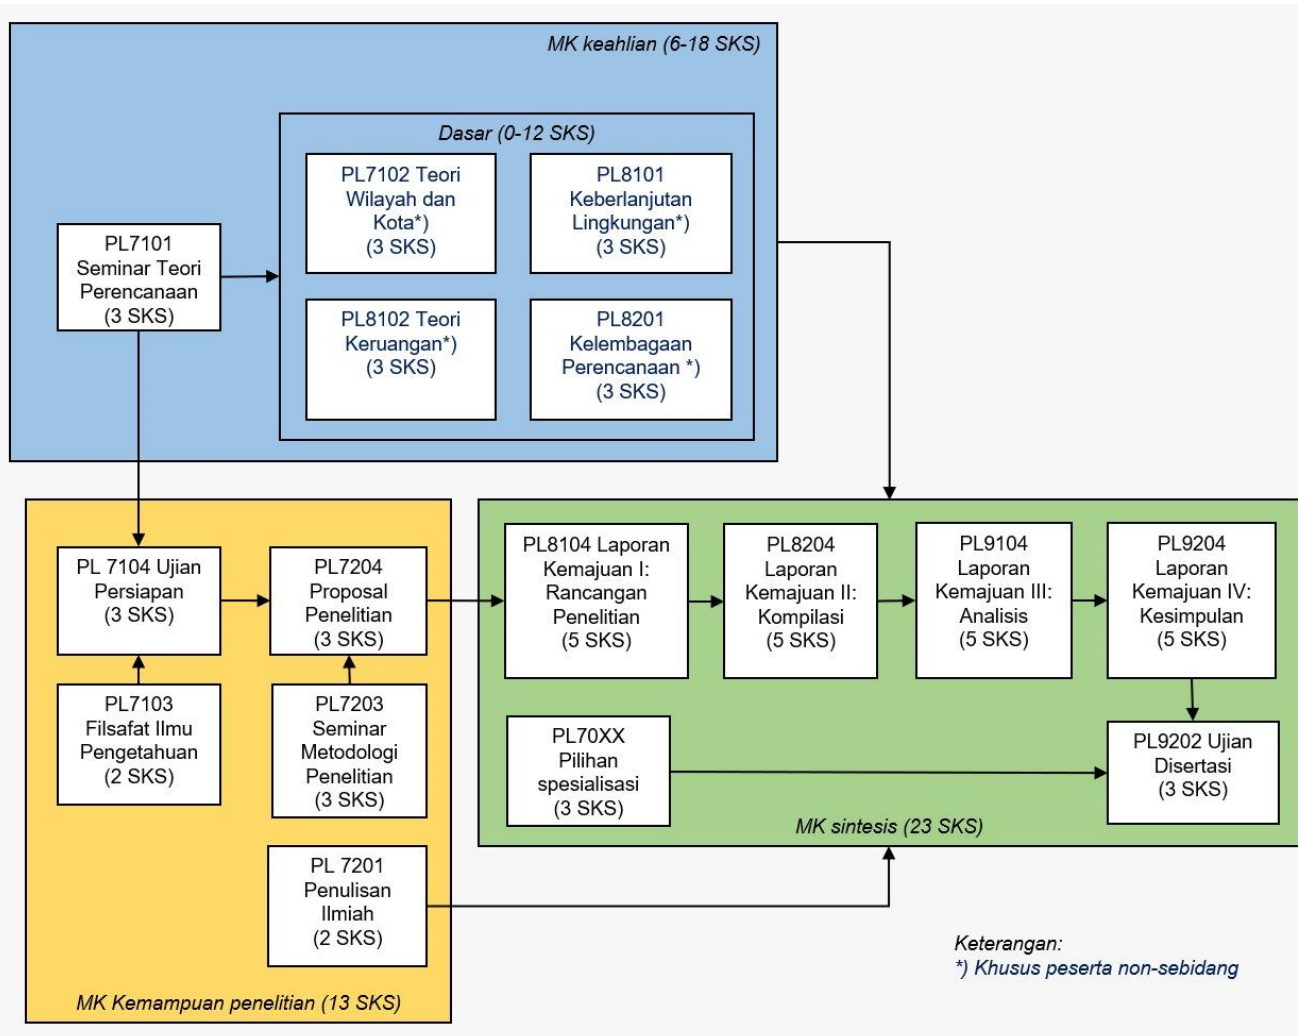 MK keahlian (6-18 SKS)
Dasar (0-12 SKS)
PL7102 Teori
Wilayah dan
Kota*)
(3 SKS)
PL8101
Keberlanjutan
Lingkungan*)
(3 SKS)
PL7101
Seminar Teori
Perencanaan
(3 SKS)
PL8102 Teori
Keruangan*)
(3 SKS)
PL8201
Kelembagaan
Perencanaan *)
(3 SKS)
PL 7104 Ujian
Persiapan
(3 SKS)
PL7204
Proposal
Penelitian
(3 SKS)
PL7103
Filsafat Ilmu
Pengetahuan
(2 SKS)
PL7203
Seminar
Metodologi
Penelitian
(3 SKS)
PL 7201
Penulisan
Ilmiah
(2 SKS)
MK Kemampuan penelitian (13 SKS)
PL8104 Laporan
Kemajuan I:
Rancangan
Penelitian
(5 SKS)
PL8204
Laporan
Kemajuan II:
Kompilasi
(5 SKS)
PL9104
Laporan
Kemajuan III:
Analisis
(5 SKS)
PL9204
Laporan
Kemajuan IV:
Kesimpulan
(5 SKS)
PL70XX
Pilihan
spesialisasi
(3 SKS)
PL9202 Ujian
Disertasi
(3 SKS)
MK sintesis (23 SKS)
Keterangan:
*) Khusus peserta non-sebidang